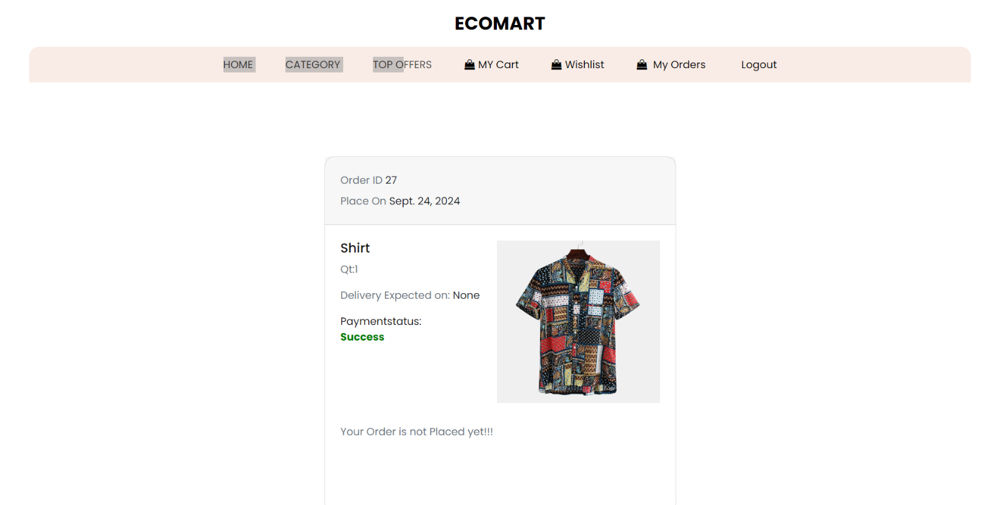 ECOMART
HOME CATEGORY TOP OFFERS MY Cart Wishlist My Orders Logout
Order ID 27
Place On Sept. 24, 2024
Shirt
Qt:1
Delivery Expected on: None
Paymentstatus:
Success
Your Order is not Placed yet!!!